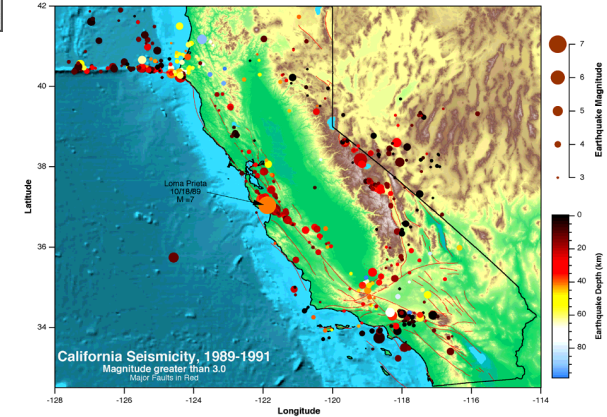 42
40
38
36
34
Latitude
-128
-126
-124
-122
-120
-118
-116
-114
Longitude
Loma Prieta
10/18/89
M =7
California Seismicity, 1989-1991
Magnitude greater than 3.0
Major Faults in Red
7
6
5
4
3
Earthquake Magnitude
0
20
40
60
80
Earthquake Depth (km)